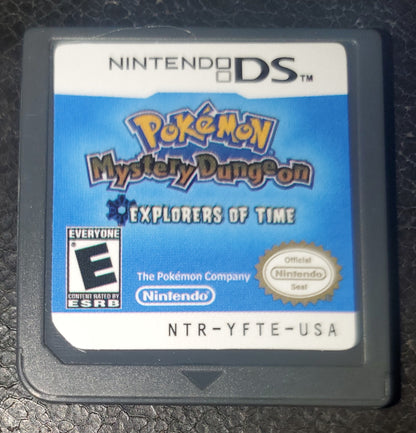 NINTENDO DS™
POKéMON
Mystery Dungeon
EXPLORERS OF TIME
EVERYONE
E
CONTENT RATED BY
ESRB
The Pokémon Company
Nintendo
Official
Nintendo
Seal
NTR-YFTE-USA